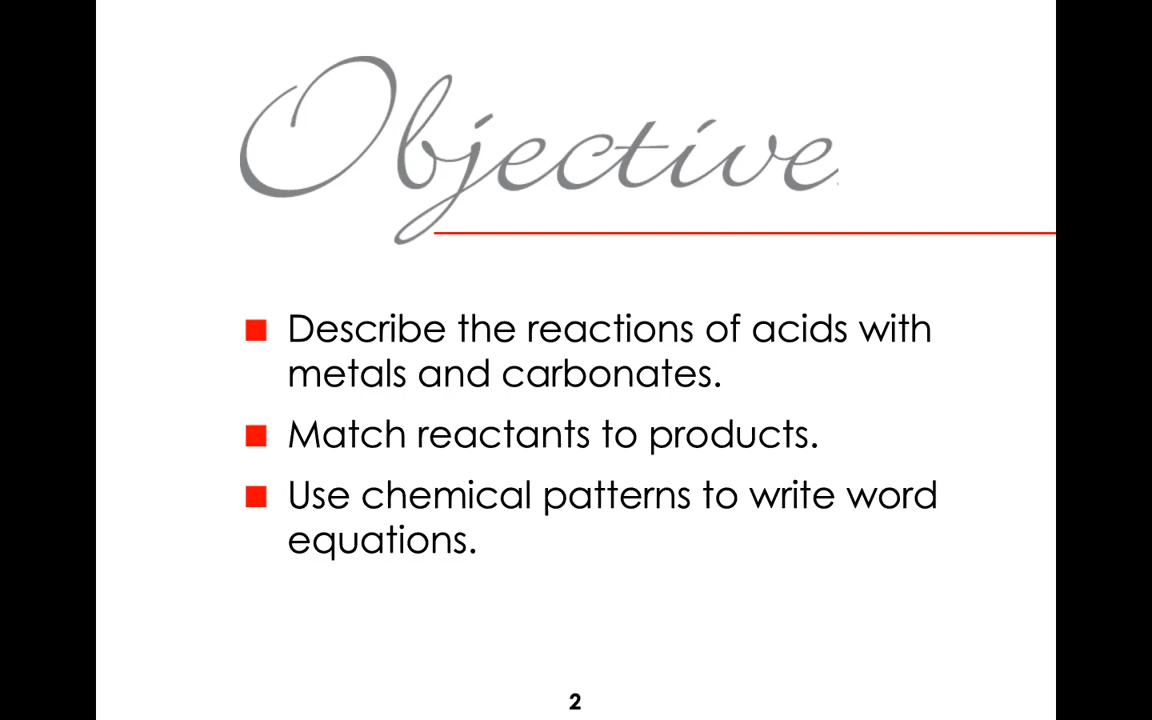 Objective
Describe the reactions of acids with
metals and carbonates.
Match reactants to products.
Use chemical patterns to write word
equations.
2